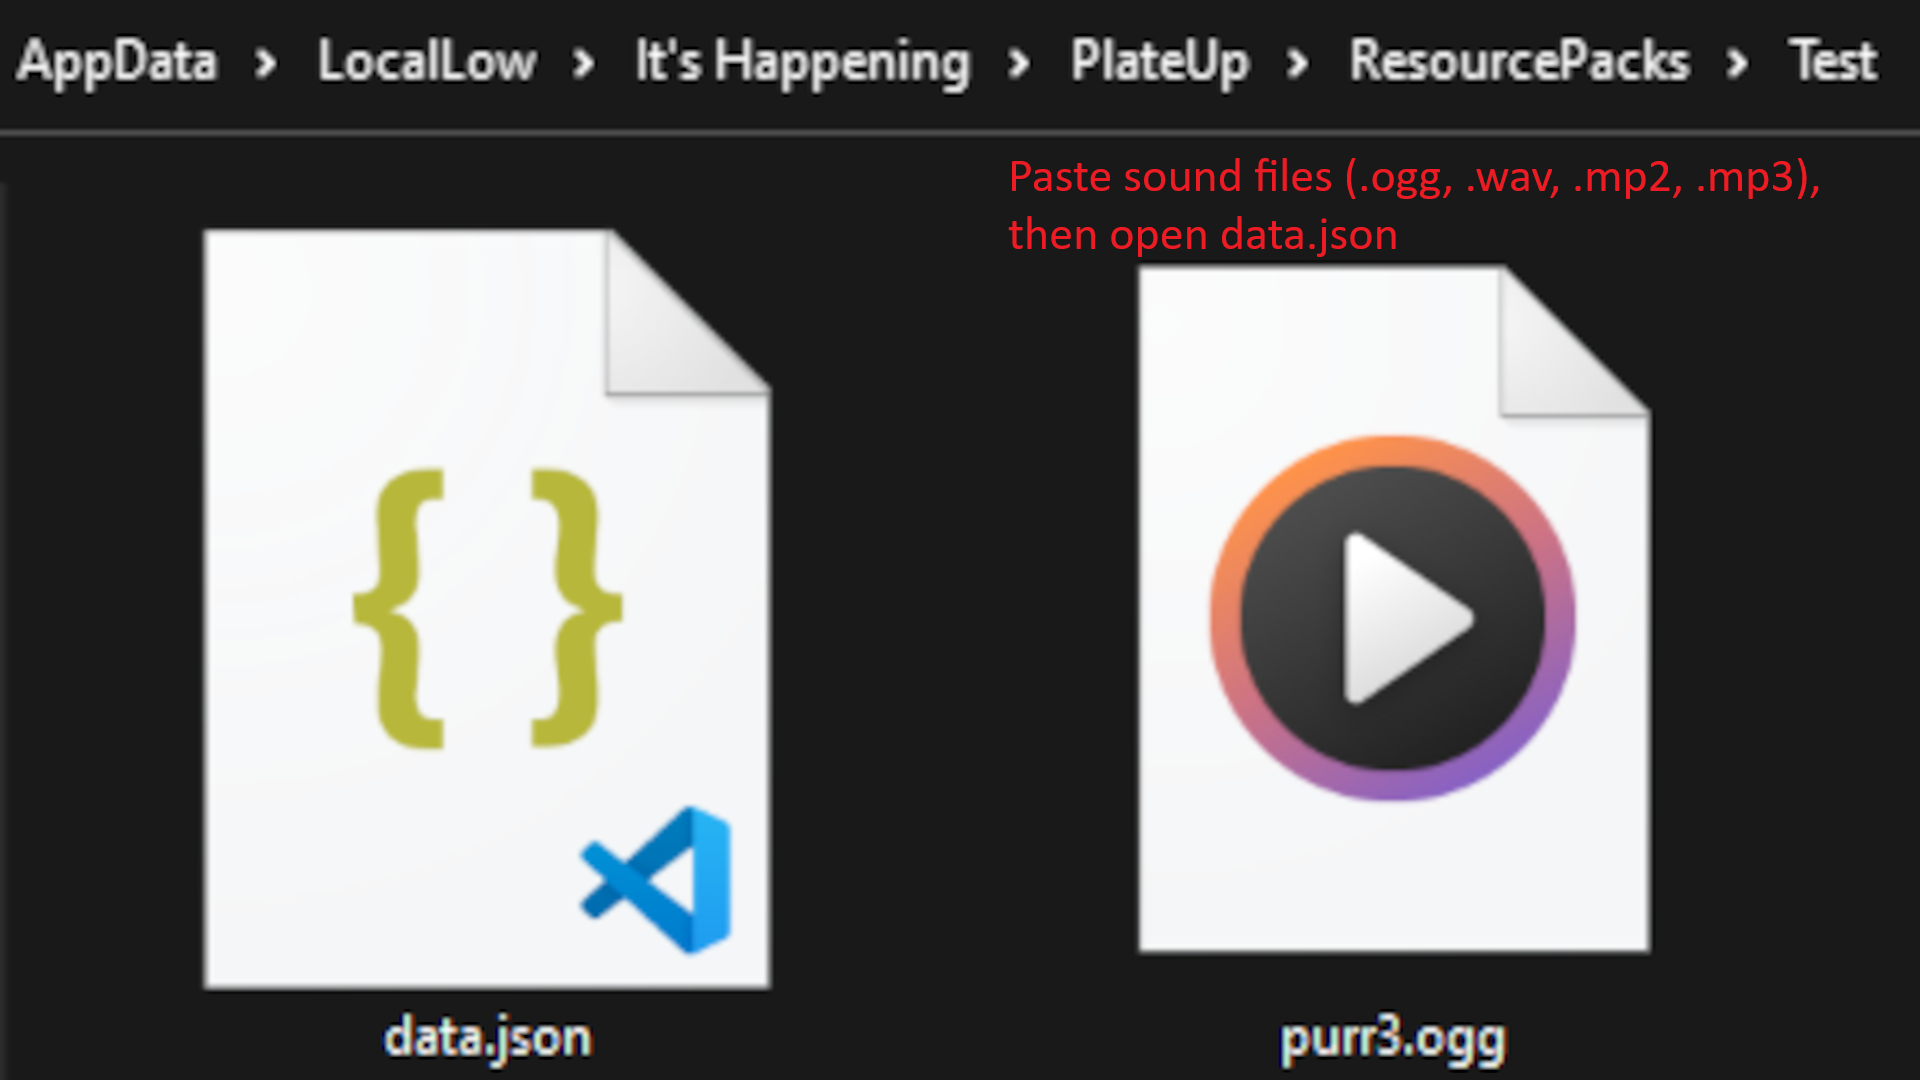 AppData > LocalLow > It's Happening > PlateUp > ResourcePacks > Test
Paste sound files (.ogg, .wav, .mp2, .mp3),
then open data.json
data.json
purr3.ogg